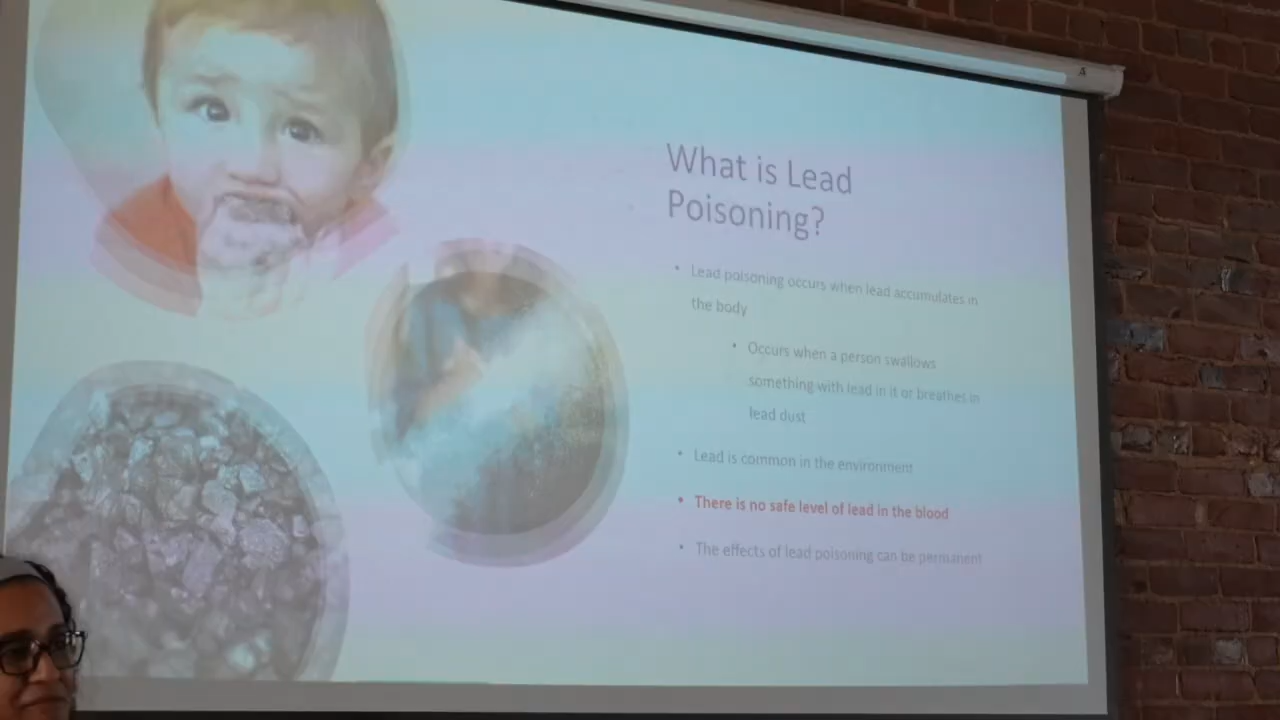 What is Lead
Poisoning?
• Lead poisoning occurs when lead accumulates in
the body
• Occurs when a person swallows
something with lead in it or breathes in
lead dust
• Lead is common in the environment
• There is no safe level of lead in the blood
• The effects of lead poisoning can be permanent